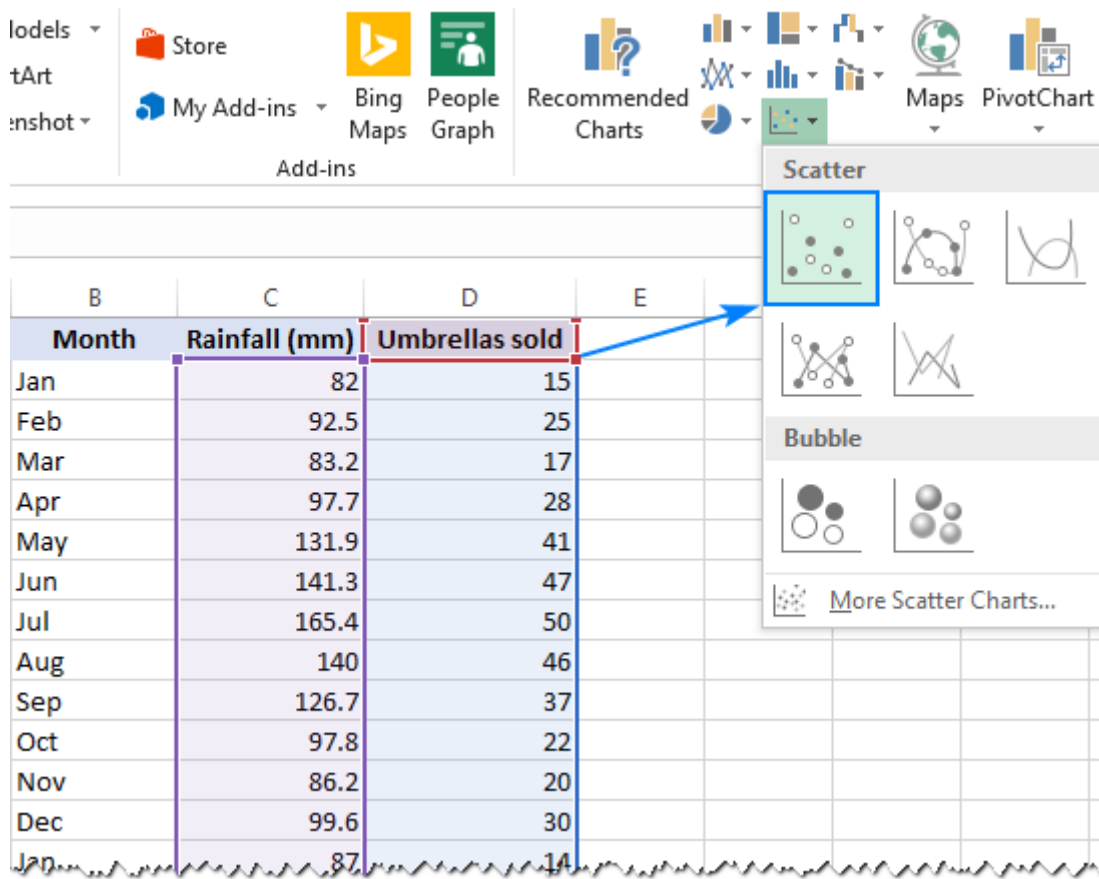 lodels
Store
tArt
My Add-ins
enshot
Bing Maps
People Graph
Recommended Charts
Maps
PivotChart
Add-ins
Scatter
Bubble
More Scatter Charts...
B C D E
Month Rainfall (mm) Umbrellas sold
Jan 82 15
Feb 92.5 25
Mar 83.2 17
Apr 97.7 28
May 131.9 41
Jun 141.3 47
Jul 165.4 50
Aug 140 46
Sep 126.7 37
Oct 97.8 22
Nov 86.2 20
Dec 99.6 30
Jan 87 14